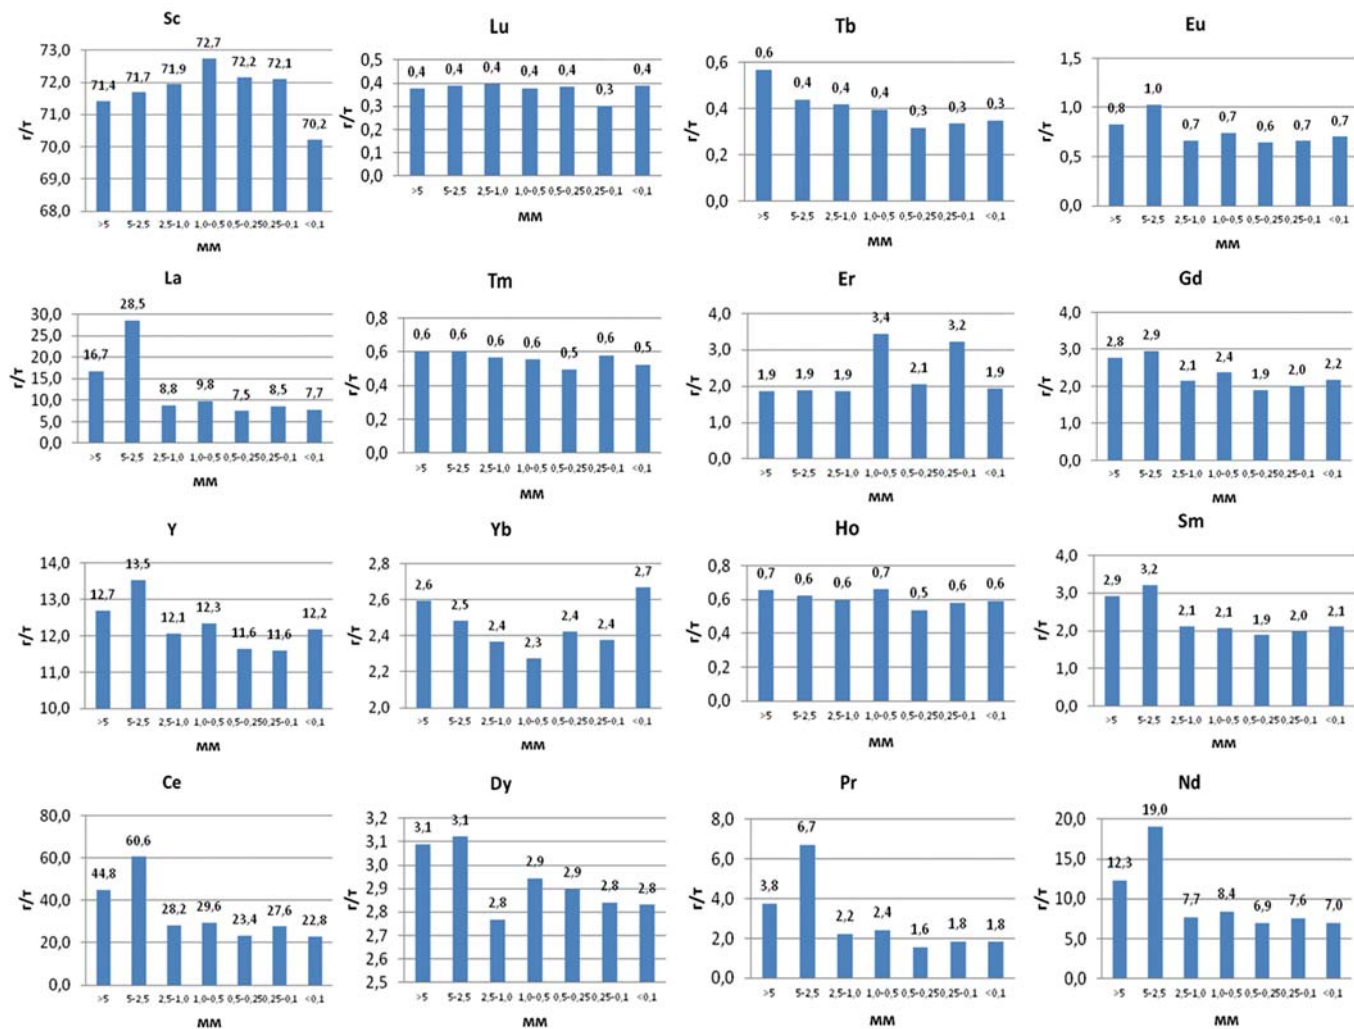 Sc
73,0
72,0
71,0
70,0
69,0
68,0
г/т
71,4 71,7 71,9 72,7 72,2 72,1 70,2
>5 5-2,5 2,5-1,0 1,0-0,5 0,5-0,25 0,25-0,1 <0,1
мм
Lu
0,5
0,4
0,3
0,2
0,1
0,0
г/т
0,4 0,4 0,4 0,4 0,4 0,3 0,4
>5 5-2,5 2,5-1,0 1,0-0,5 0,5-0,25 0,25-0,1 <0,1
мм
Tb
0,6
0,4
0,2
0,0
г/т
0,6 0,4 0,4 0,4 0,3 0,3 0,3
>5 5-2,5 2,5-1,0 1,0-0,5 0,5-0,25 0,25-0,1 <0,1
мм
Eu
1,5
1,0
0,5
0,0
г/т
0,8 1,0 0,7 0,7 0,6 0,7 0,7
>5 5-2,5 2,5-1,0 1,0-0,5 0,5-0,25 0,25-0,1 <0,1
мм
La
30,0
25,0
20,0
15,0
10,0
5,0
0,0
г/т
16,7 28,5 8,8 9,8 7,5 8,5 7,7
>5 5-2,5 2,5-1,0 1,0-0,5 0,5-0,25 0,25-0,1 <0,1
мм
Tm
0,8
0,6
0,4
0,2
0,0
г/т
0,6 0,6 0,6 0,6 0,5 0,6 0,5
>5 5-2,5 2,5-1,0 1,0-0,5 0,5-0,25 0,25-0,1 <0,1
мм
Er
4,0
3,0
2,0
1,0
0,0
г/т
1,9 1,9 1,9 3,4 2,1 3,2 1,9
>5 5-2,5 2,5-1,0 1,0-0,5 0,5-0,25 0,25-0,1 <0,1
мм
Gd
4,0
3,0
2,0
1,0
0,0
г/т
2,8 2,9 2,1 2,4 1,9 2,0 2,2
>5 5-2,5 2,5-1,0 1,0-0,5 0,5-0,25 0,25-0,1 <0,1
мм
Y
14,0
13,0
12,0
11,0
10,0
г/т
12,7 13,5 12,1 12,3 11,6 11,6 12,2
>5 5-2,5 2,5-1,0 1,0-0,5 0,5-0,25 0,25-0,1 <0,1
мм
Yb
2,8
2,6
2,4
2,2
2,0
г/т
2,6 2,5 2,4 2,3 2,4 2,4 2,7
>5 5-2,5 2,5-1,0 1,0-0,5 0,5-0,25 0,25-0,1 <0,1
мм
Ho
0,8
0,6
0,4
0,2
0,0
г/т
0,7 0,6 0,6 0,7 0,5 0,6 0,6
>5 5-2,5 2,5-1,0 1,0-0,5 0,5-0,25 0,25-0,1 <0,1
мм
Sm
4,0
3,0
2,0
1,0
0,0
г/т
2,9 3,2 2,1 2,1 1,9 2,0 2,1
>5 5-2,5 2,5-1,0 1,0-0,5 0,5-0,25 0,25-0,1 <0,1
мм
Ce
80,0
60,0
40,0
20,0
0,0
г/т
44,8 60,6 28,2 29,6 23,4 27,6 22,8
>5 5-2,5 2,5-1,0 1,0-0,5 0,5-0,25 0,25-0,1 <0,1
мм
Dy
3,2
3,1
3,0
2,9
2,8
2,7
2,6
2,5
г/т
3,1 3,1 2,8 2,9 2,9 2,8 2,8
>5 5-2,5 2,5-1,0 1,0-0,5 0,5-0,25 0,25-0,1 <0,1
мм
Pr
8,0
6,0
4,0
2,0
0,0
г/т
3,8 6,7 2,2 2,4 1,6 1,8 1,8
>5 5-2,5 2,5-1,0 1,0-0,5 0,5-0,25 0,25-0,1 <0,1
мм
Nd
20,0
15,0
10,0
5,0
0,0
г/т
12,3 19,0 7,7 8,4 6,9 7,6 7,0
>5 5-2,5 2,5-1,0 1,0-0,5 0,5-0,25 0,25-0,1 <0,1
мм